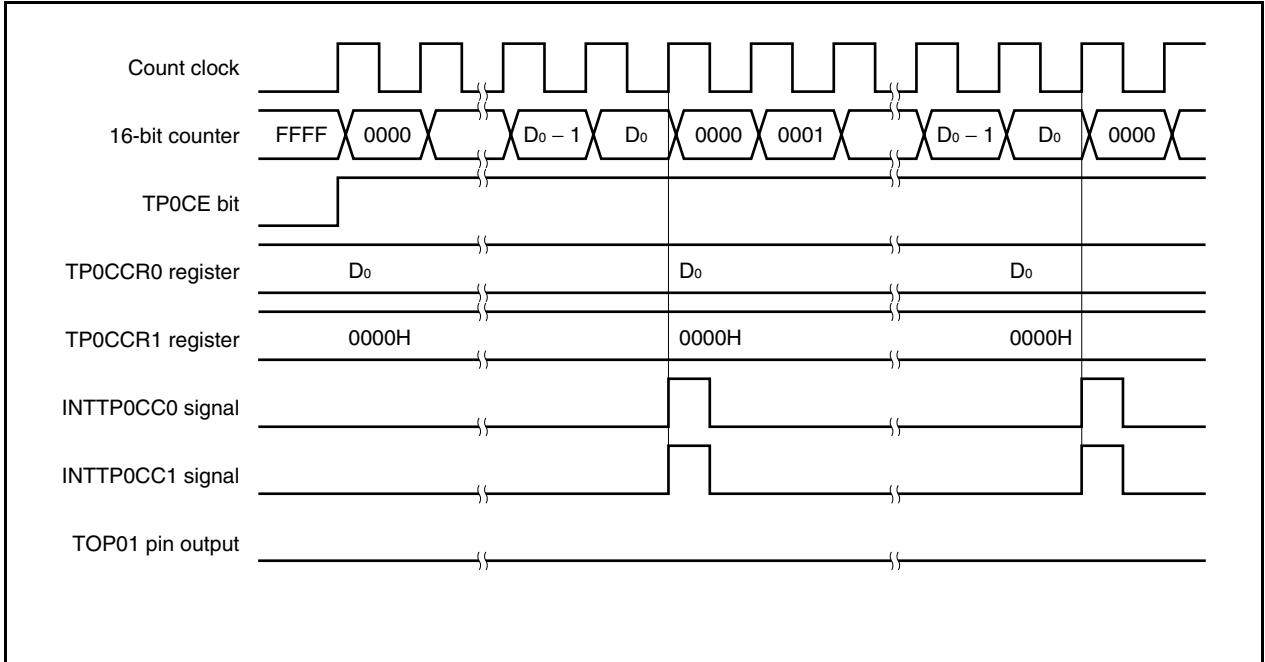 Count clock
16-bit counter FFFF 0000 D₀ − 1 D₀ 0000 0001 D₀ − 1 D₀ 0000
TP0CE bit
TP0CCR0 register D₀ D₀ D₀
TP0CCR1 register 0000H 0000H 0000H
INTTP0CC0 signal
INTTP0CC1 signal
TOP01 pin output